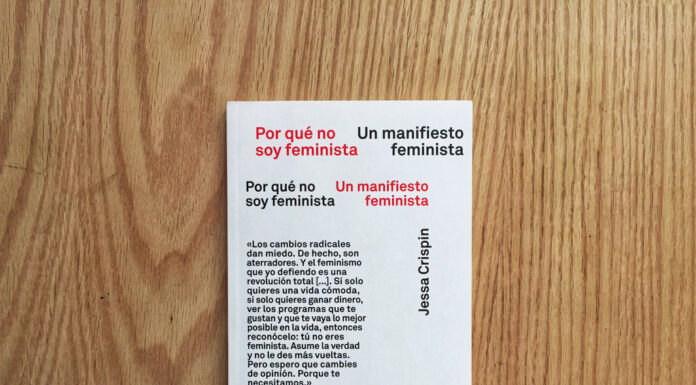 Por qué no Un manifiesto
soy feminista feminista
Por qué no Un manifiesto
soy feminista feminista
Jessa Crispin
«Los cambios radicales
dan miedo. De hecho, son
aterradores. Y el feminismo
que yo defiendo es una
revolución total [...]. Si solo
quieres una vida cómoda,
si solo quieres ganar dinero,
ver los programas que te
gustan y que te vaya lo mejor
posible en la vida, entonces
reconócelo: tú no eres
feminista. Asume la verdad
y no le des más vueltas.
Pero espero que cambies
de opinión. Porque te
necesitamos.»